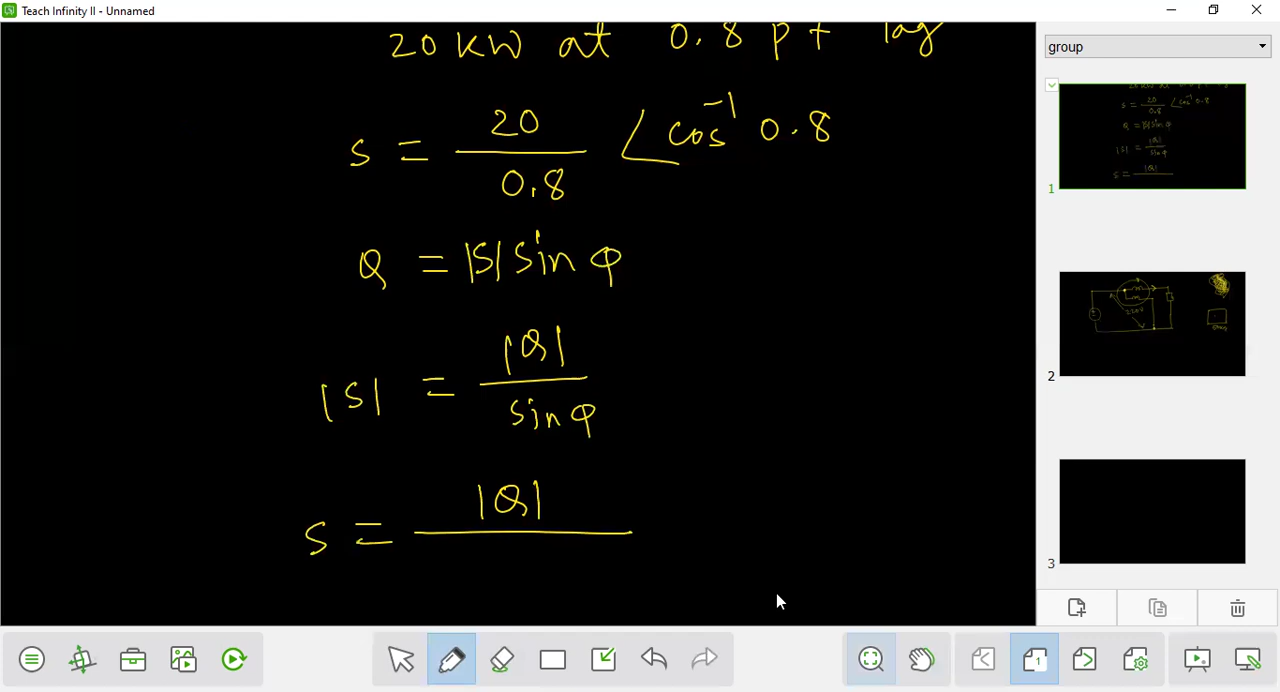 Teach Infinity II - Unnamed
20 KW at 0.8 Pf lag
s = 20 / 0.8 ∠cos⁻¹ 0.8
Q = |S| sin φ
|S| = |Q| / sin φ
s = |Q|
group
1
2
3
1